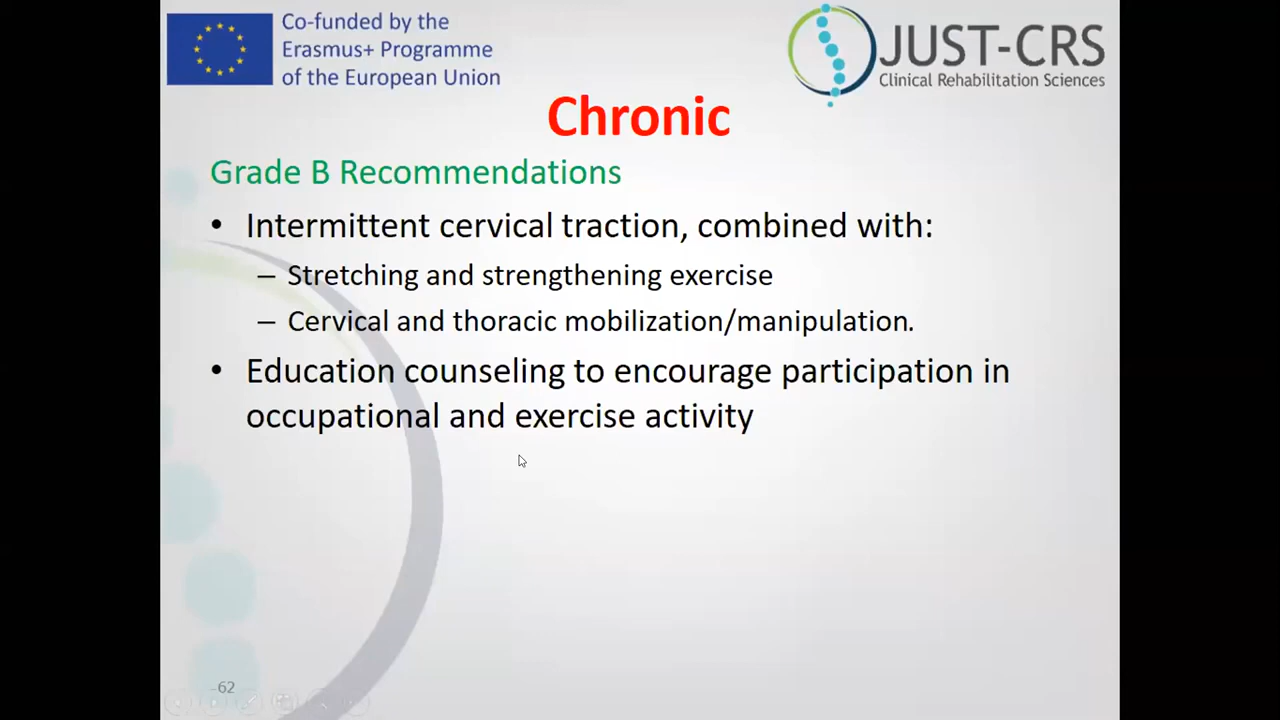 Co-funded by the
Erasmus+ Programme
of the European Union
JUST-CRS
Clinical Rehabilitation Sciences
Chronic
Grade B Recommendations
• Intermittent cervical traction, combined with:
– Stretching and strengthening exercise
– Cervical and thoracic mobilization/manipulation.
• Education counseling to encourage participation in
occupational and exercise activity
-62